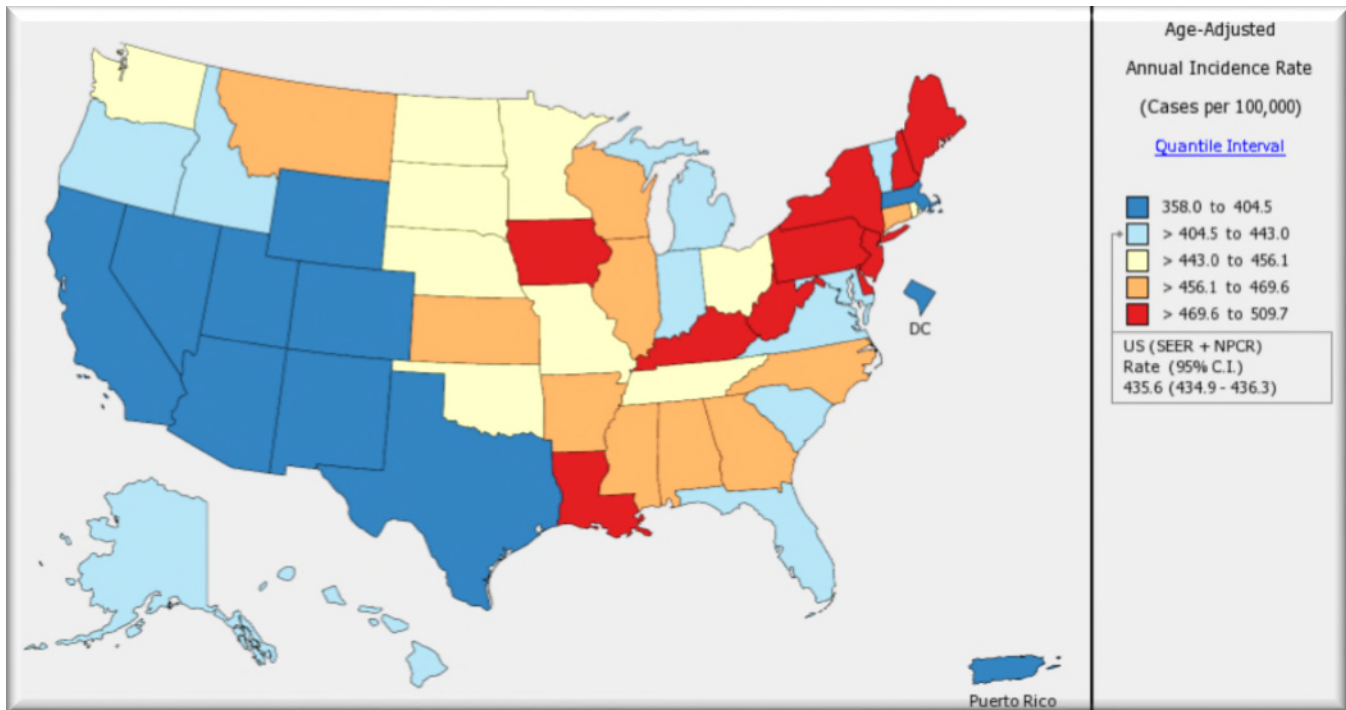 Age-Adjusted
Annual Incidence Rate
(Cases per 100,000)
Quantile Interval
358.0 to 404.5
> 404.5 to 443.0
> 443.0 to 456.1
> 456.1 to 469.6
> 469.6 to 509.7
US (SEER + NPCR)
Rate (95% C.I.)
435.6 (434.9 - 436.3)
DC
Puerto Rico